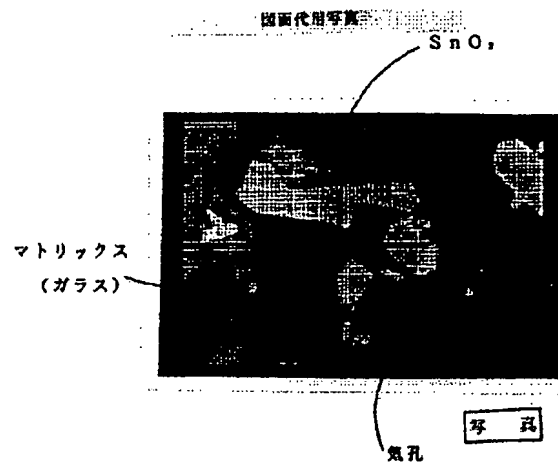 図面代用写真
SnO₂
マトリックス
(ガラス)
気孔
写真